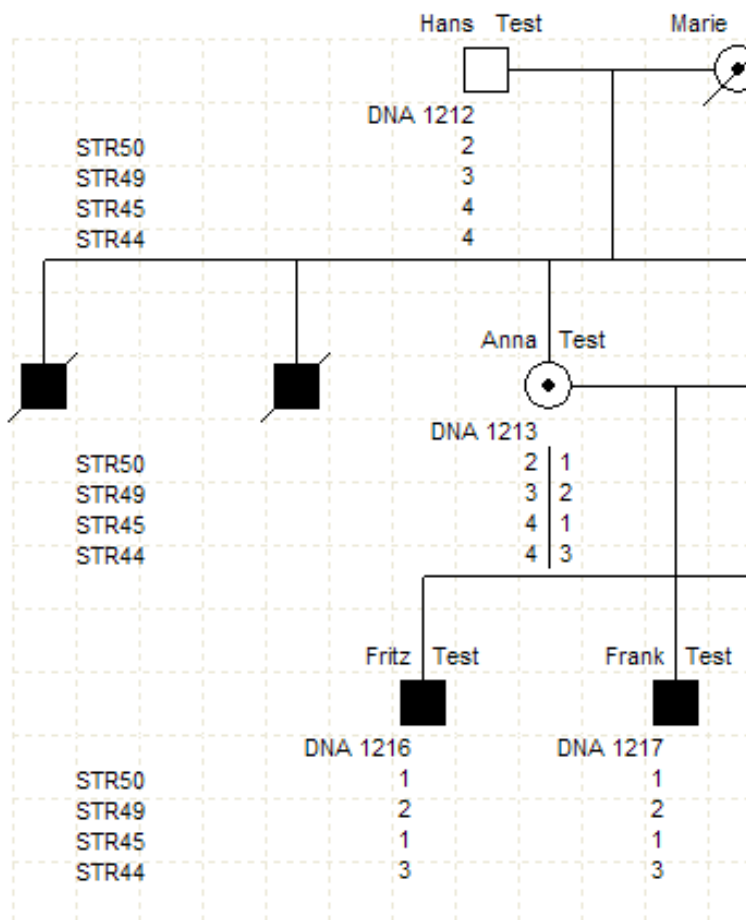 Hans Test Marie
DNA 1212
STR50 2
STR49 3
STR45 4
STR44 4
Anna Test
DNA 1213
STR50 2 1
STR49 3 2
STR45 4 1
STR44 4 3
Fritz Test Frank Test
DNA 1216 DNA 1217
STR50 1 1
STR49 2 2
STR45 1 1
STR44 3 3